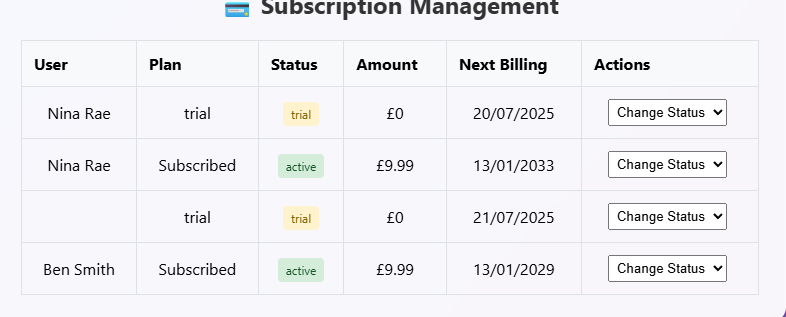 Subscription Management
User Plan Status Amount Next Billing Actions
Nina Rae trial trial £0 20/07/2025 Change Status
Nina Rae Subscribed active £9.99 13/01/2033 Change Status
trial trial £0 21/07/2025 Change Status
Ben Smith Subscribed active £9.99 13/01/2029 Change Status